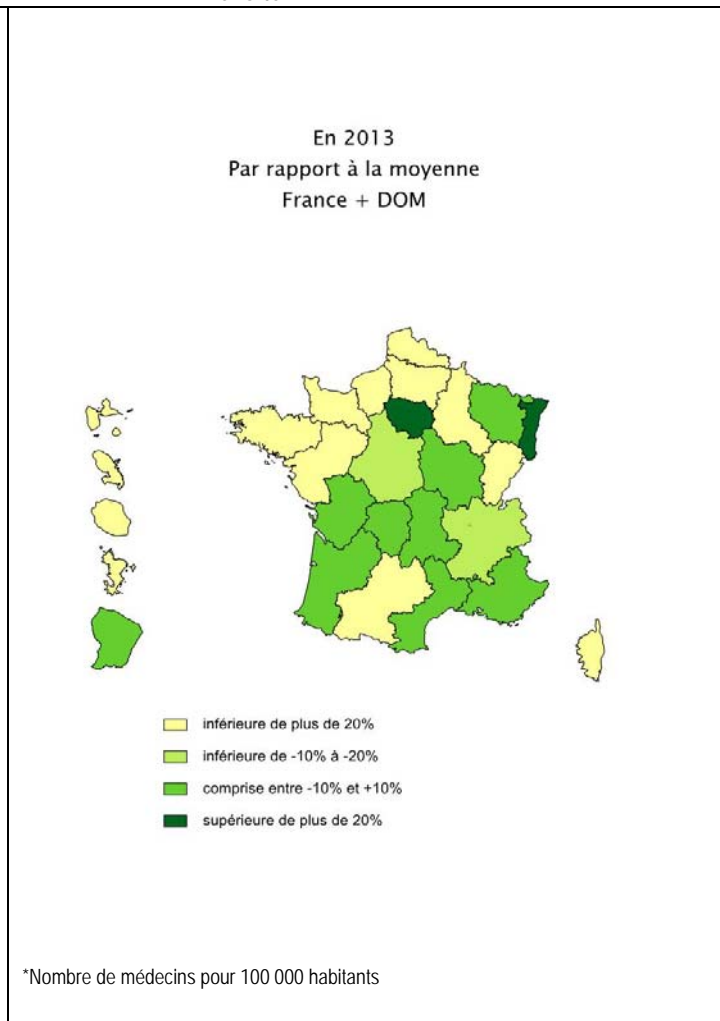 En 2013
Par rapport à la moyenne
France + DOM
inférieure de plus de 20%
inférieure de -10% à -20%
comprise entre -10% et +10%
supérieure de plus de 20%
*Nombre de médecins pour 100 000 habitants